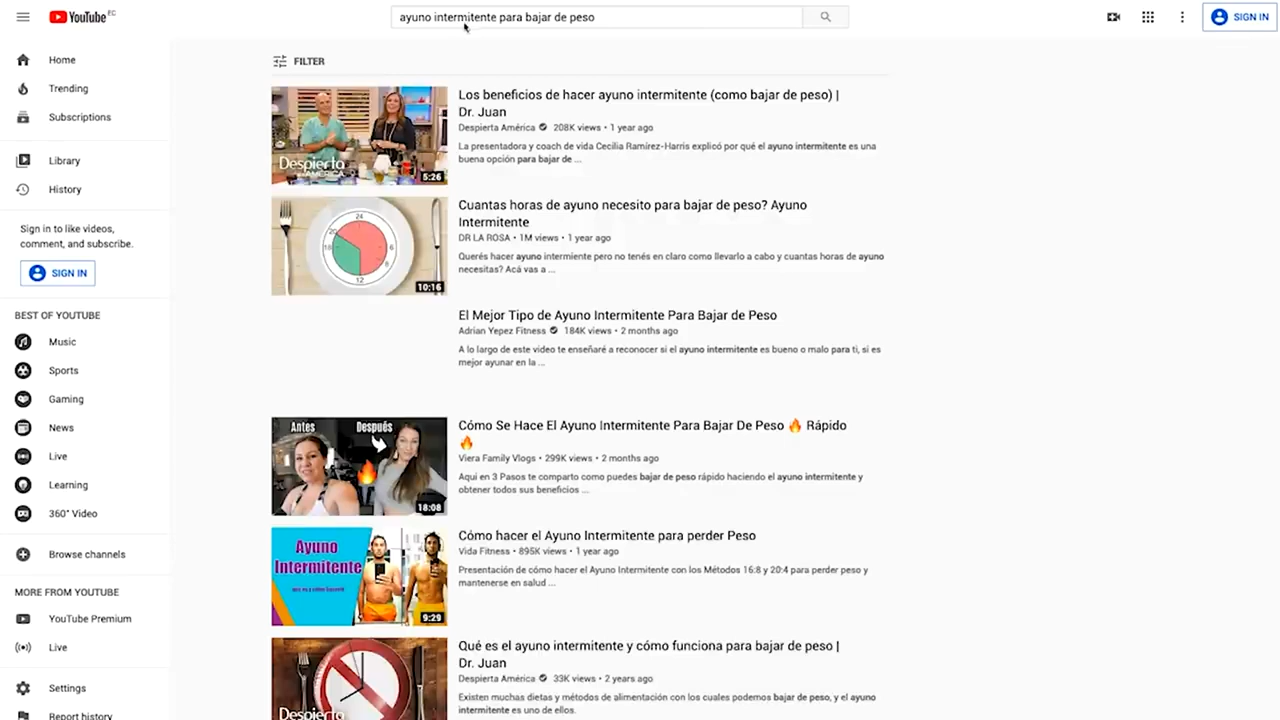 YouTube EC
ayuno intermitente para bajar de peso
SIGN IN
Home
Trending
Subscriptions
Library
History
Sign in to like videos,
comment, and subscribe.
SIGN IN
BEST OF YOUTUBE
Music
Sports
Gaming
News
Live
Learning
360° Video
Browse channels
MORE FROM YOUTUBE
YouTube Premium
Live
Settings
Report history
FILTER
Despierta
AMÉRICA
5:26
Los beneficios de hacer ayuno intermitente (como bajar de peso) |
Dr. Juan
Despierta América 208K views • 1 year ago
La presentadora y coach de vida Cecilia Ramírez-Harris explicó por qué el ayuno intermitente es una
buena opción para bajar de ...
24
20
18
6
8
12
10:16
Cuantas horas de ayuno necesito para bajar de peso? Ayuno
Intermitente
DR LA ROSA • 1M views • 1 year ago
Querés hacer ayuno intermiente pero no tenés en claro como llevarlo a cabo y cuantas horas de ayuno
necesitas? Acá vas a ...
El Mejor Tipo de Ayuno Intermitente Para Bajar de Peso
Adrian Yepez Fitness 184K views • 2 months ago
A lo largo de este video te enseñaré a reconocer si el ayuno intermitente es bueno o malo para ti, si es
mejor ayunar en la ...
Antes
Después
18:08
Cómo Se Hace El Ayuno Intermitente Para Bajar De Peso 🔥 Rápido
🔥
Viera Family Vlogs • 299K views • 2 months ago
Aqui en 3 Pasos te comparto como puedes bajar de peso rápido haciendo el ayuno intermitente y
obtener todos sus beneficios ...
Ayuno
Intermitente
9:29
Cómo hacer el Ayuno Intermitente para perder Peso
Vida Fitness • 895K views • 1 year ago
Presentación de cómo hacer el Ayuno Intermitente con los Métodos 16:8 y 20:4 para perder peso y
mantenerse en salud ...
Despierta
Qué es el ayuno intermitente y cómo funciona para bajar de peso |
Dr. Juan
Despierta América 33K views • 2 years ago
Existen muchas dietas y métodos de alimentación con los cuales podemos bajar de peso, y el ayuno
intermitente es uno de ellos.